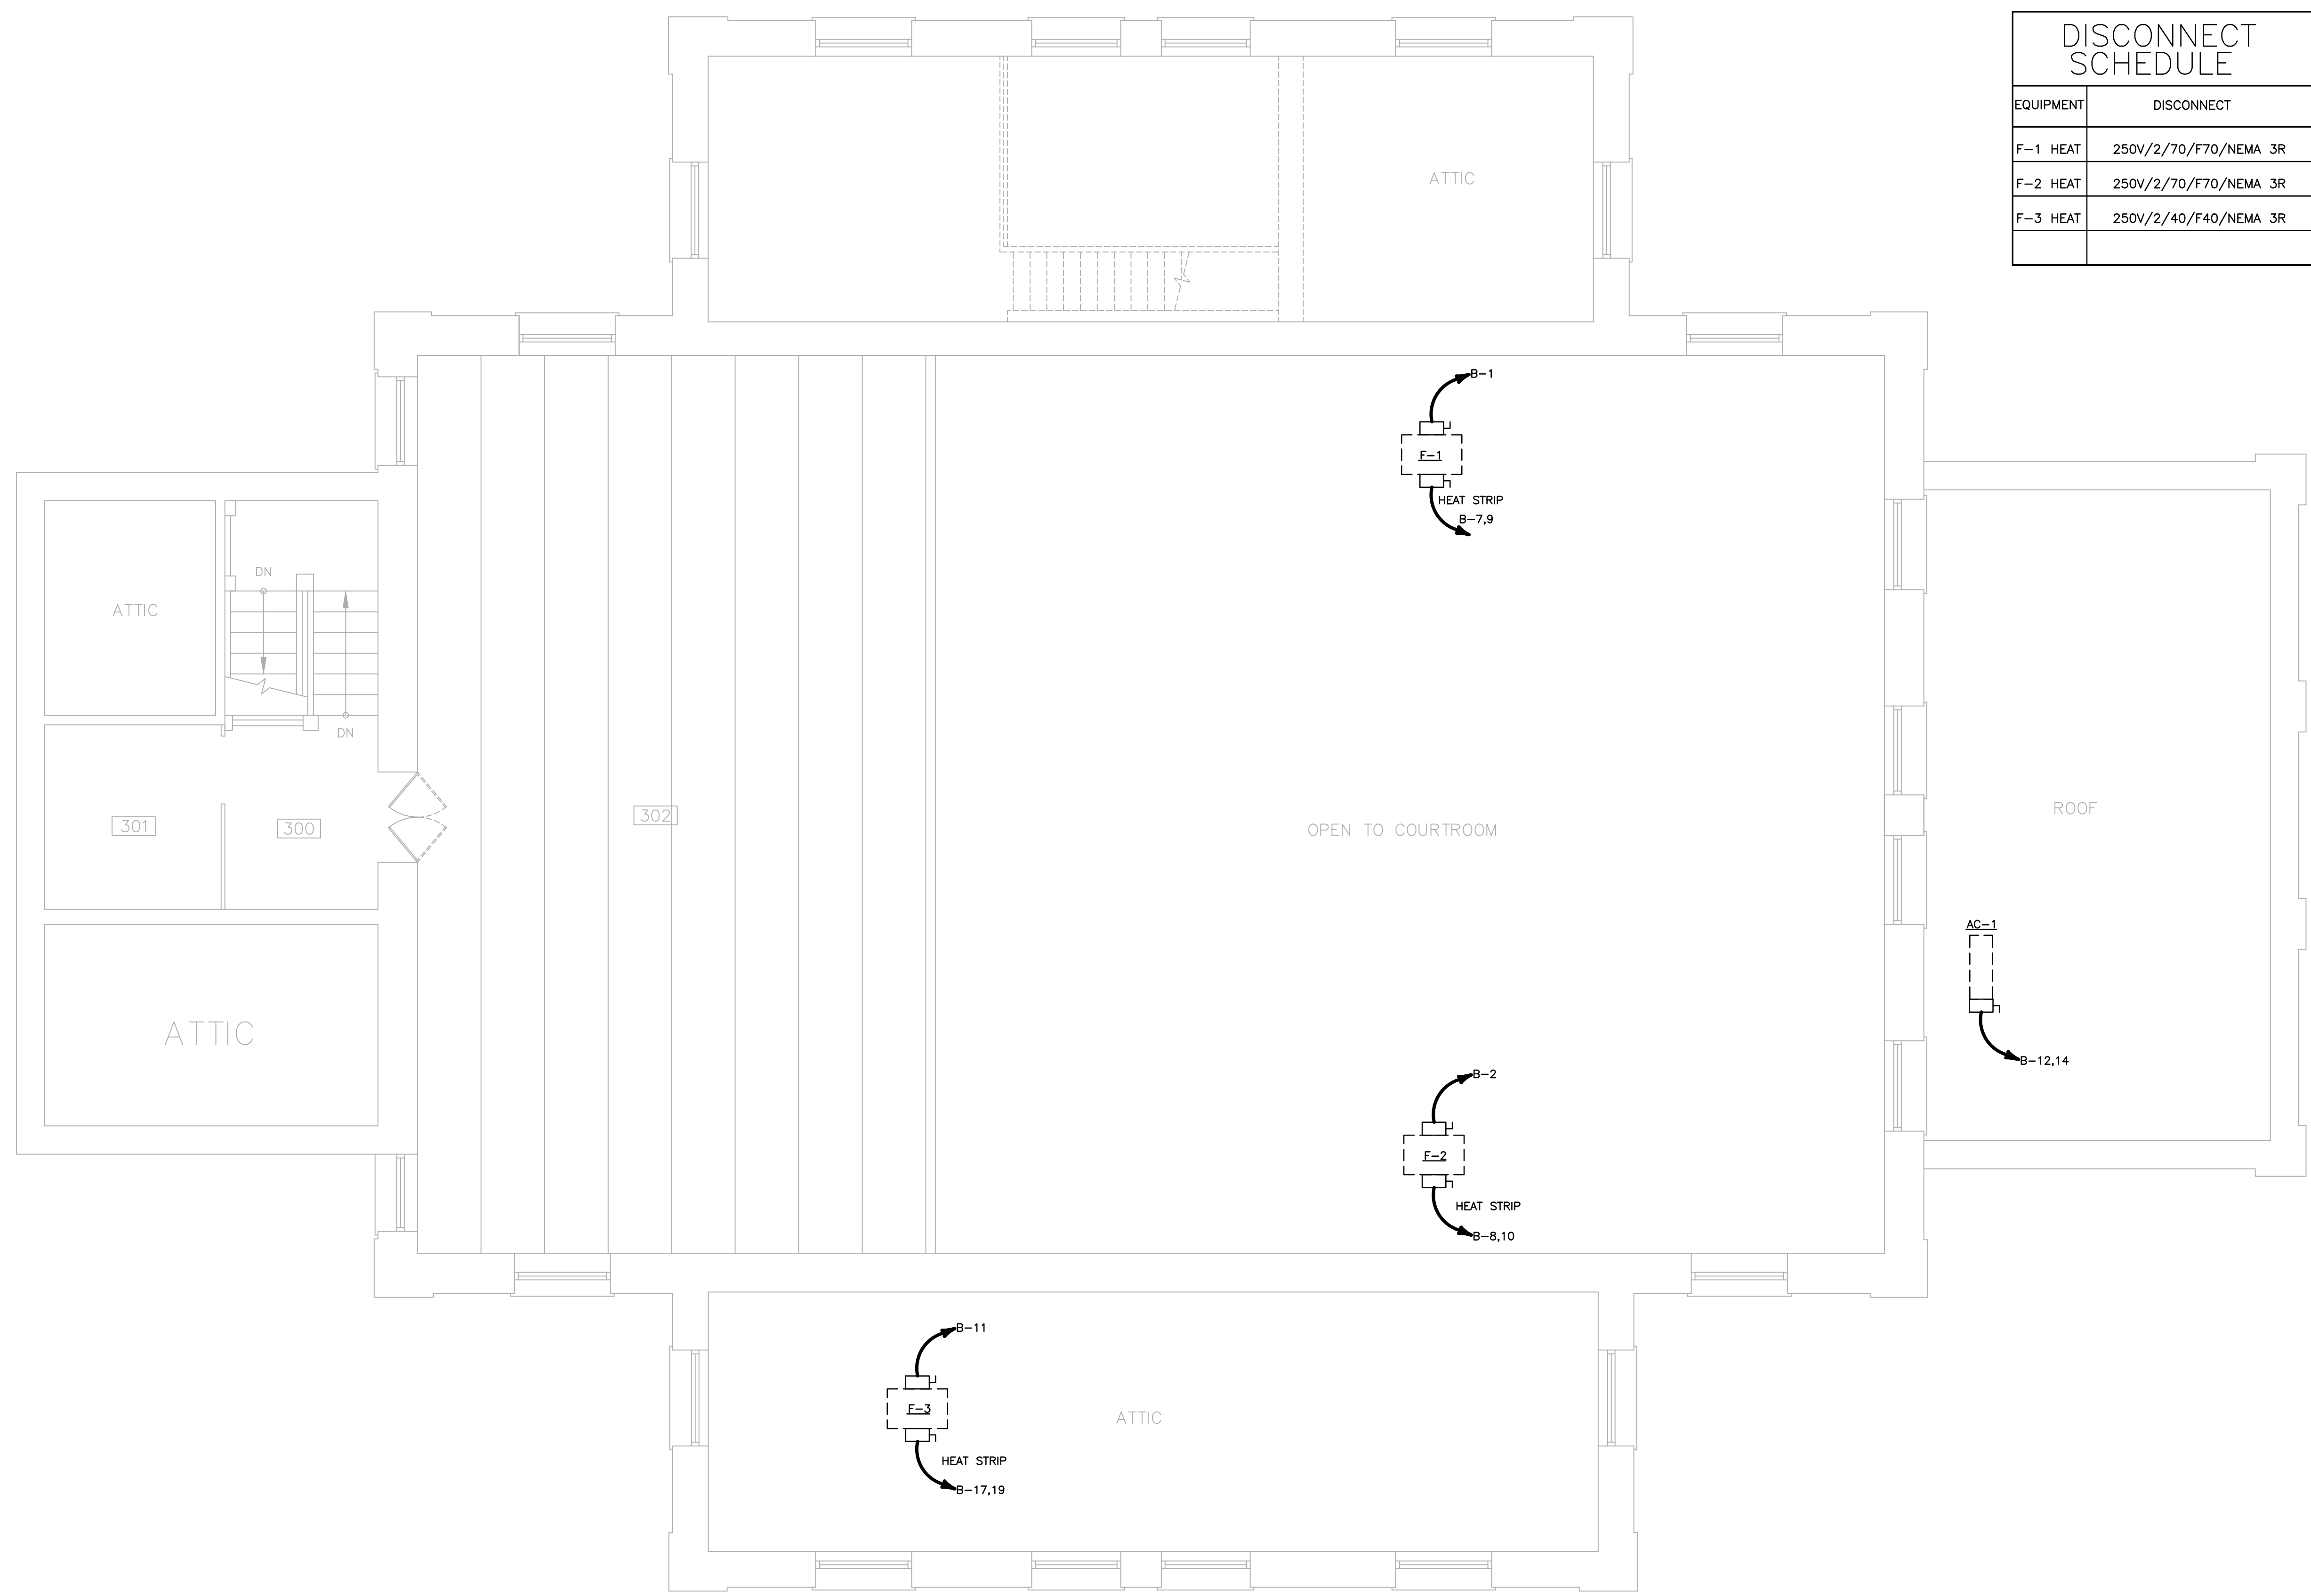 DISCONNECT
SCHEDULE
EQUIPMENT DISCONNECT
F-1 HEAT 250V/2/70/F70/NEMA 3R
F-2 HEAT 250V/2/70/F70/NEMA 3R
F-3 HEAT 250V/2/40/F40/NEMA 3R
ATTIC
B-1
F-1
HEAT STRIP
B-7,9
DN
ATTIC
DN
301
300
302
OPEN TO COURTROOM
ROOF
AC-1
B-12,14
ATTIC
B-2
F-2
HEAT STRIP
B-8,10
B-11
F-3
ATTIC
HEAT STRIP
B-17,19